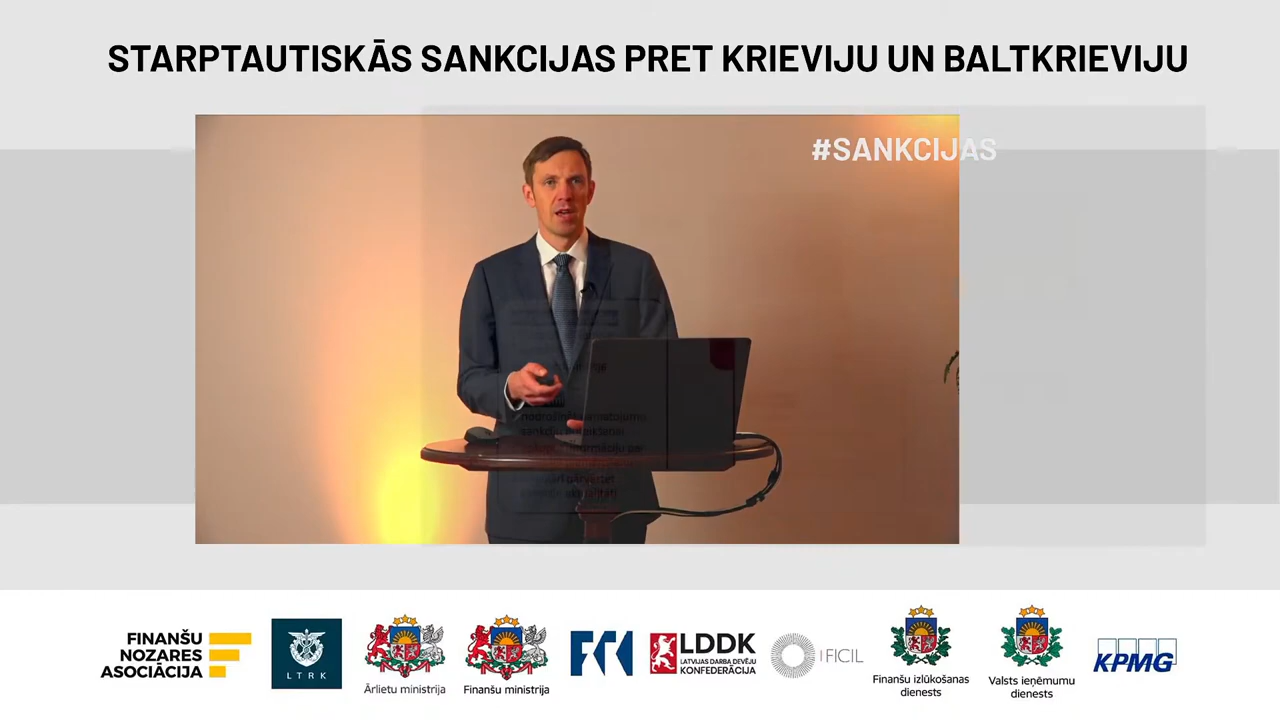 STARPTAUTISKĀS SANKCIJAS PRET KRIEVIJU UN BALTKRIEVIJU
#SANKCIJAS
FINANŠU
NOZARES
ASOCIĀCIJA
LTRK
Ārlietu ministrija
Finanšu ministrija
LDDK
LATVIJAS DARBA DEVĒJU
KONFEDERĀCIJA
FICIL
Finanšu izlūkošanas
dienests
Valsts ieņēmumu
dienests
KPMG